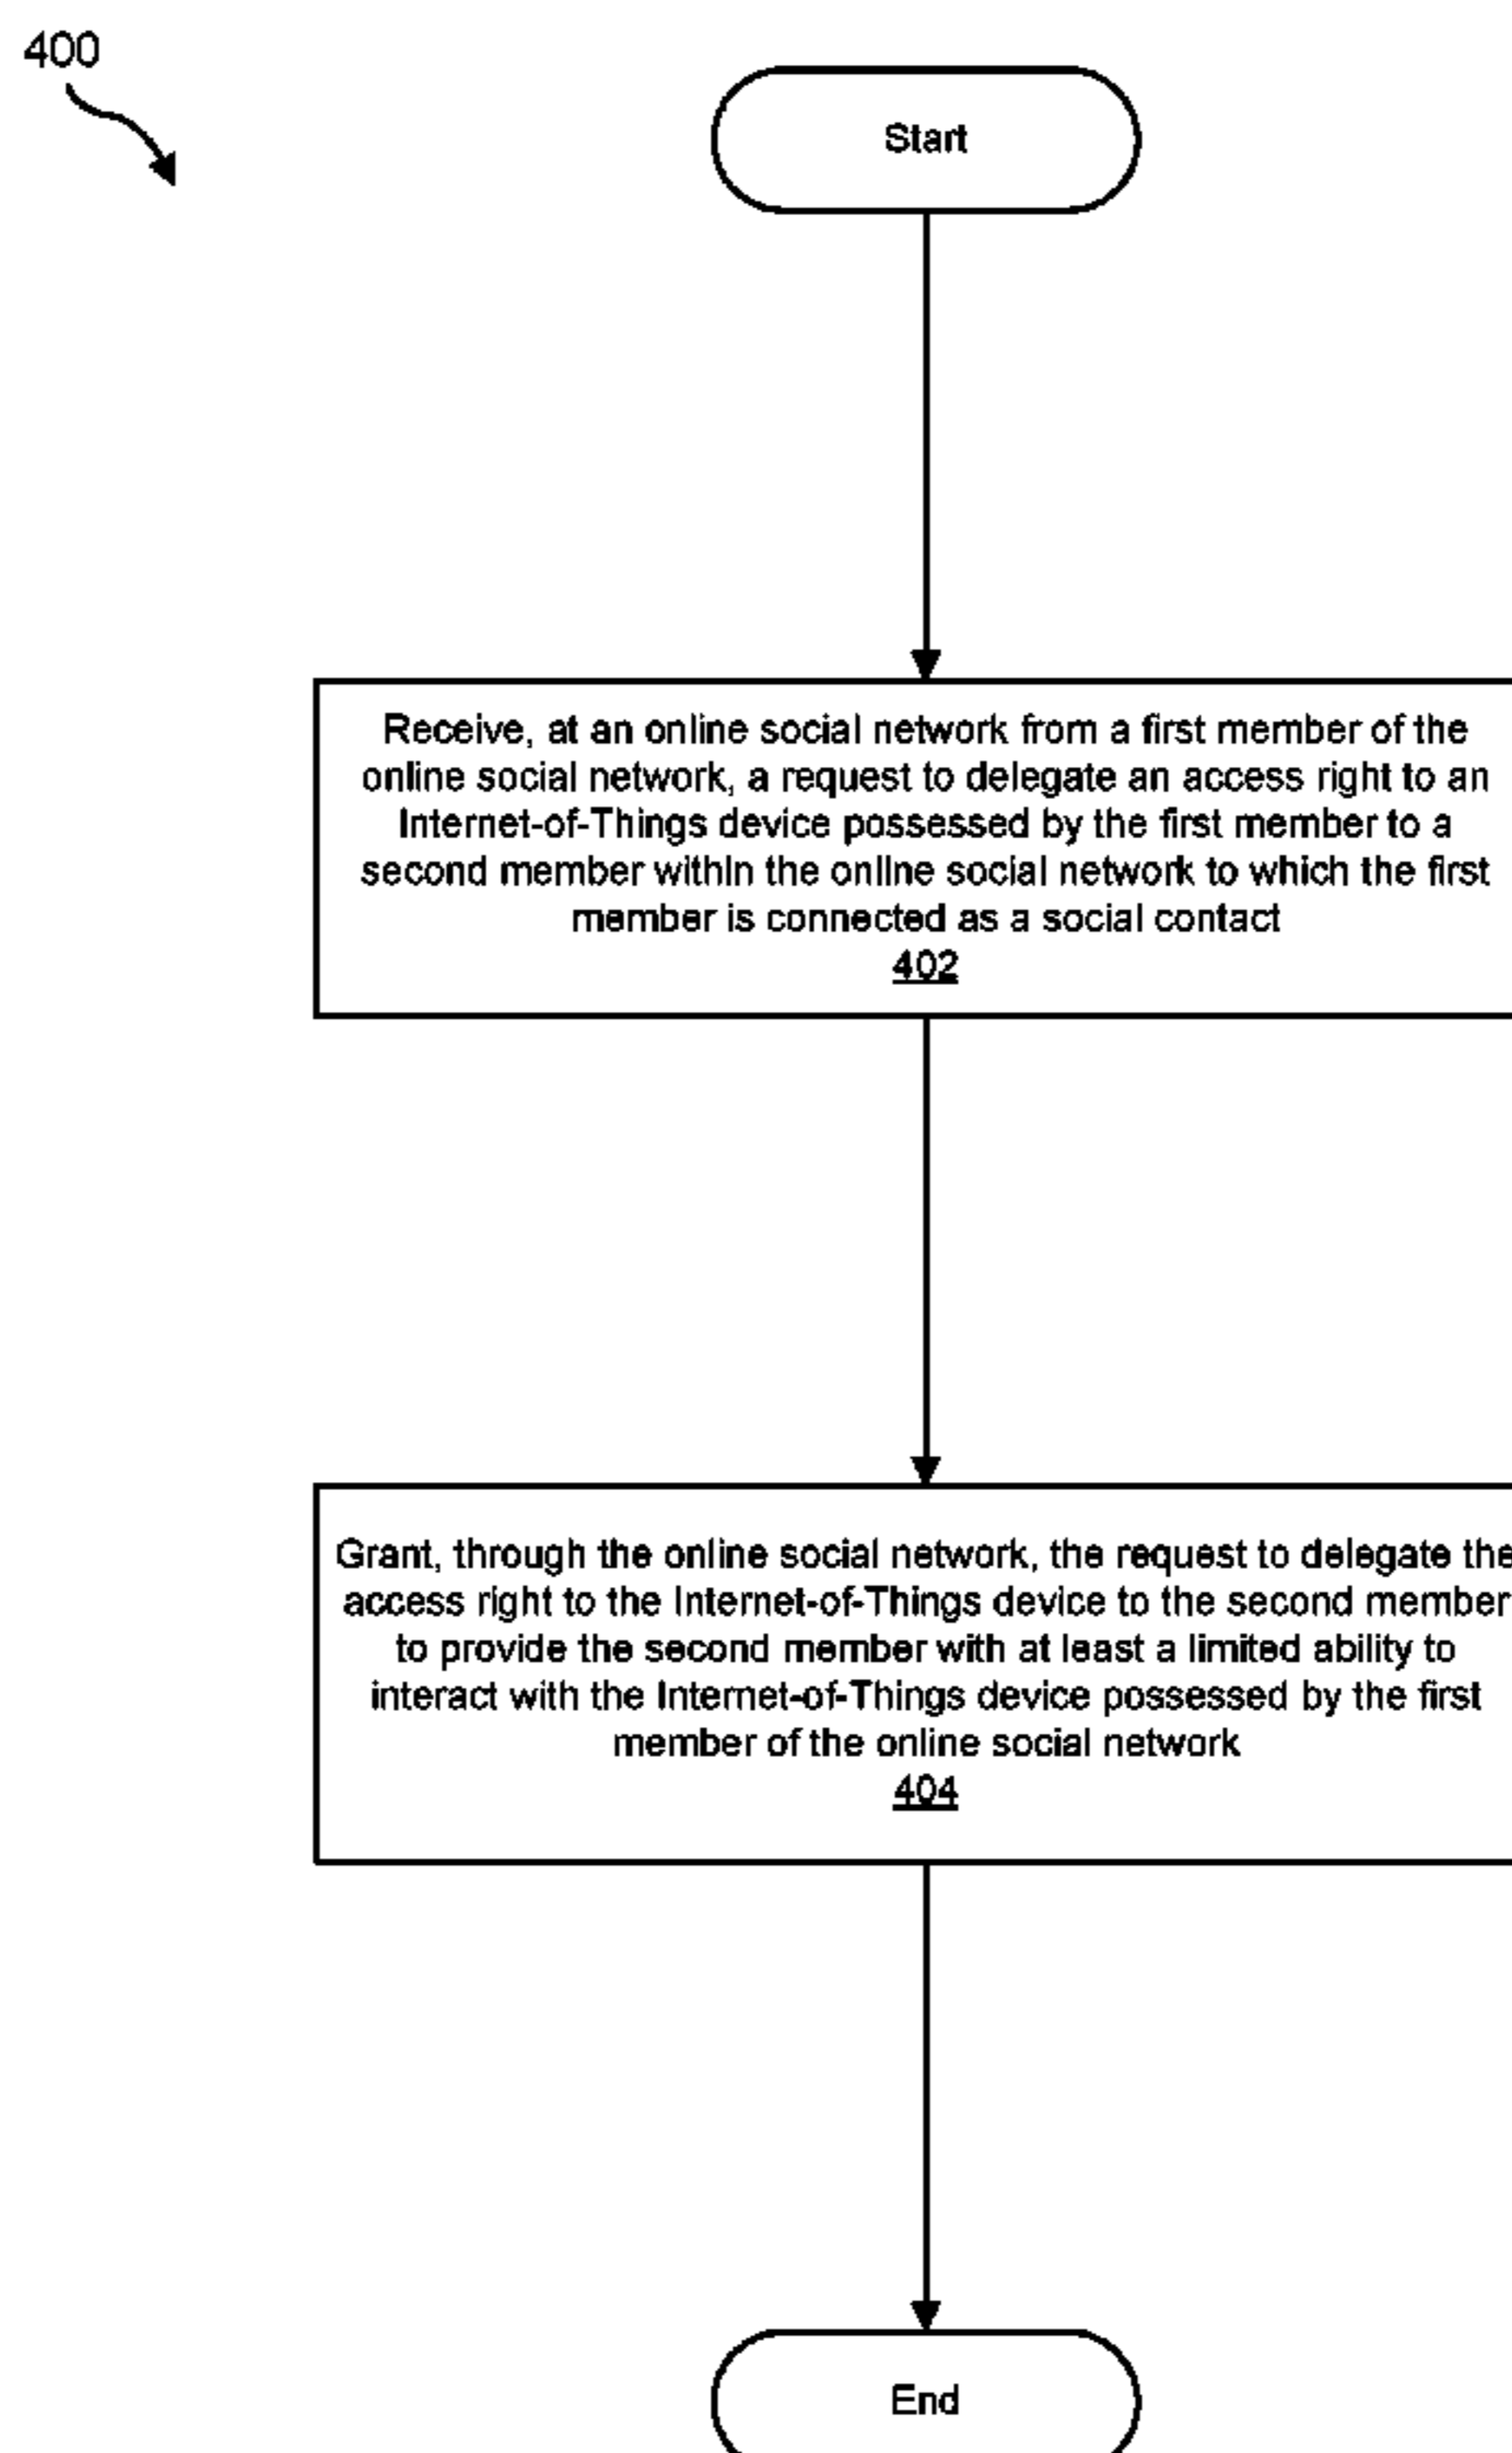 400
Start
Receive, at an online social network from a first member of the
online social network, a request to delegate an access right to an
Internet-of-Things device possessed by the first member to a
second member within the online social network to which the first
member is connected as a social contact
402
Grant, through the online social network, the request to delegate the
access right to the Internet-of-Things device to the second member
to provide the second member with at least a limited ability to
interact with the Internet-of-Things device possessed by the first
member of the online social network
404
End